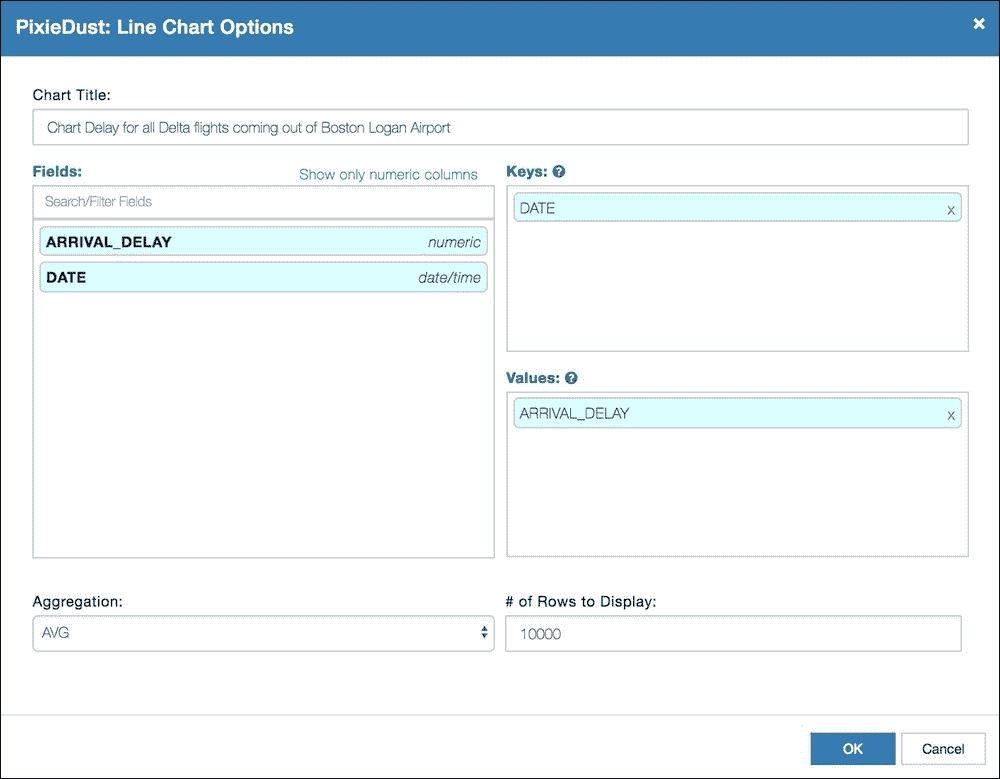 PixieDust: Line Chart Options
×
Chart Title:
Chart Delay for all Delta flights coming out of Boston Logan Airport
Fields:
Show only numeric columns
Search/Filter Fields
ARRIVAL_DELAY numeric
DATE date/time
Keys: ?
DATE x
Values: ?
ARRIVAL_DELAY x
Aggregation:
AVG
# of Rows to Display:
10000
OK
Cancel